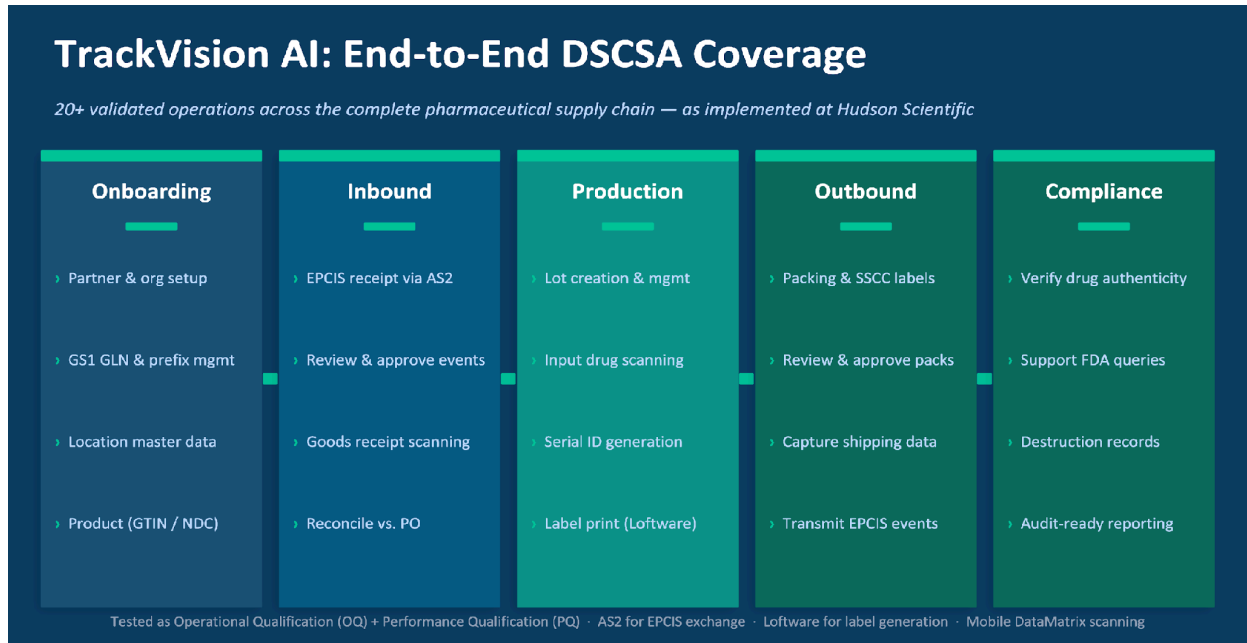 TrackVision AI: End-to-End DSCSA Coverage
20+ validated operations across the complete pharmaceutical supply chain — as implemented at Hudson Scientific
Onboarding
› Partner & org setup
› GS1 GLN & prefix mgmt
› Location master data
› Product (GTIN / NDC)
Inbound
› EPCIS receipt via AS2
› Review & approve events
› Goods receipt scanning
› Reconcile vs. PO
Production
› Lot creation & mgmt
› Input drug scanning
› Serial ID generation
› Label print (Loftware)
Outbound
› Packing & SSCC labels
› Review & approve packs
› Capture shipping data
› Transmit EPCIS events
Compliance
› Verify drug authenticity
› Support FDA queries
› Destruction records
› Audit-ready reporting
Tested as Operational Qualification (OQ) + Performance Qualification (PQ) · AS2 for EPCIS exchange · Loftware for label generation · Mobile DataMatrix scanning